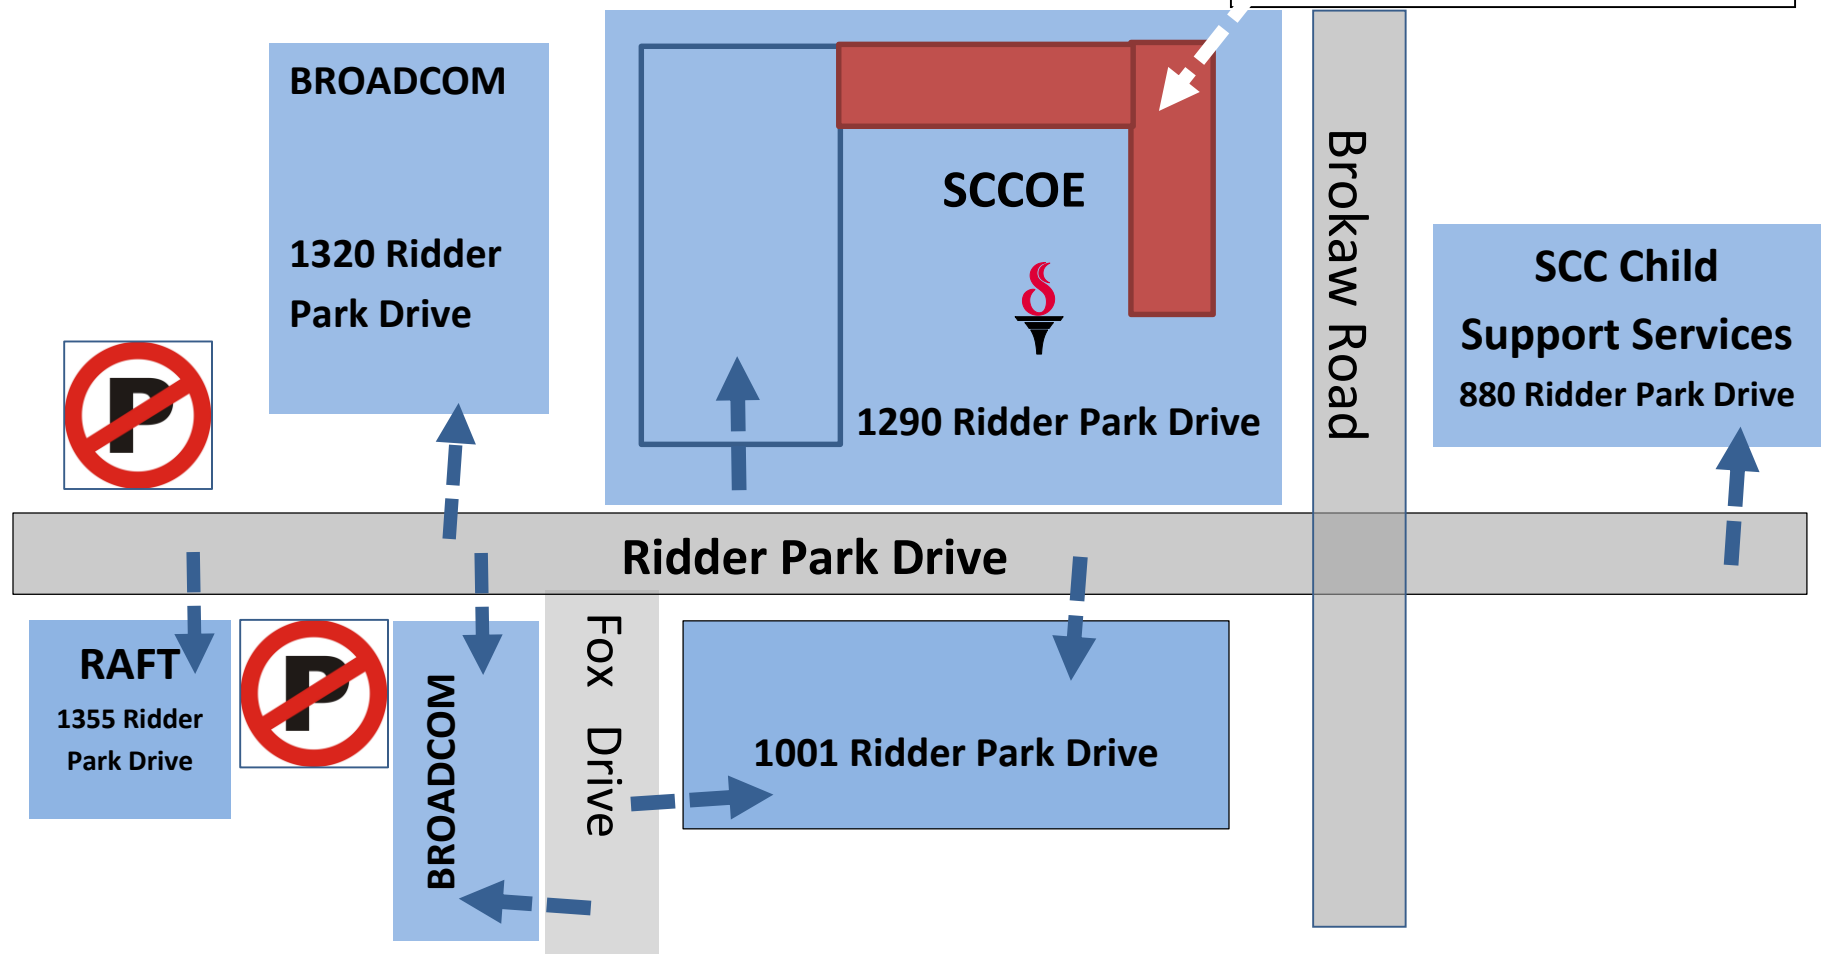 BROADCOM
1320 Ridder
Park Drive
SCCOE
1290 Ridder Park Drive
Brokaw Road
SCC Child
Support Services
880 Ridder Park Drive
P
Ridder Park Drive
RAFT
1355 Ridder
Park Drive
P
BROADCOM
Fox Drive
1001 Ridder Park Drive